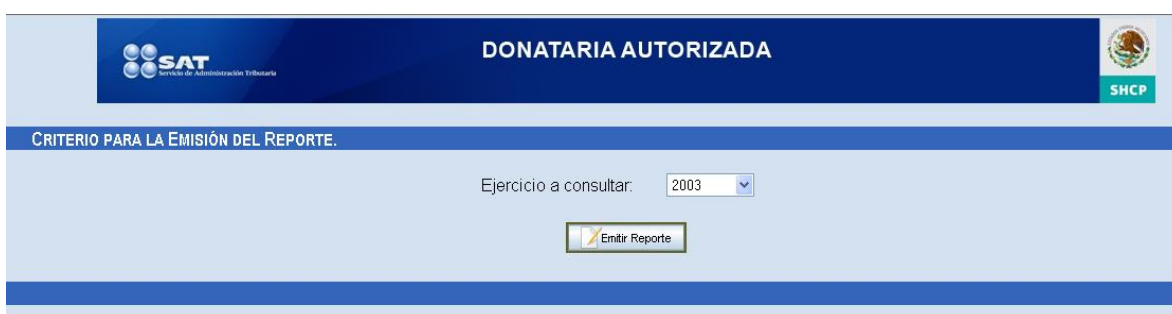 SAT
Servicio de Administración Tributaria
DONATARIA AUTORIZADA
SHCP
CRITERIO PARA LA EMISIÓN DEL REPORTE.
Ejercicio a consultar: 2003
Emitir Reporte